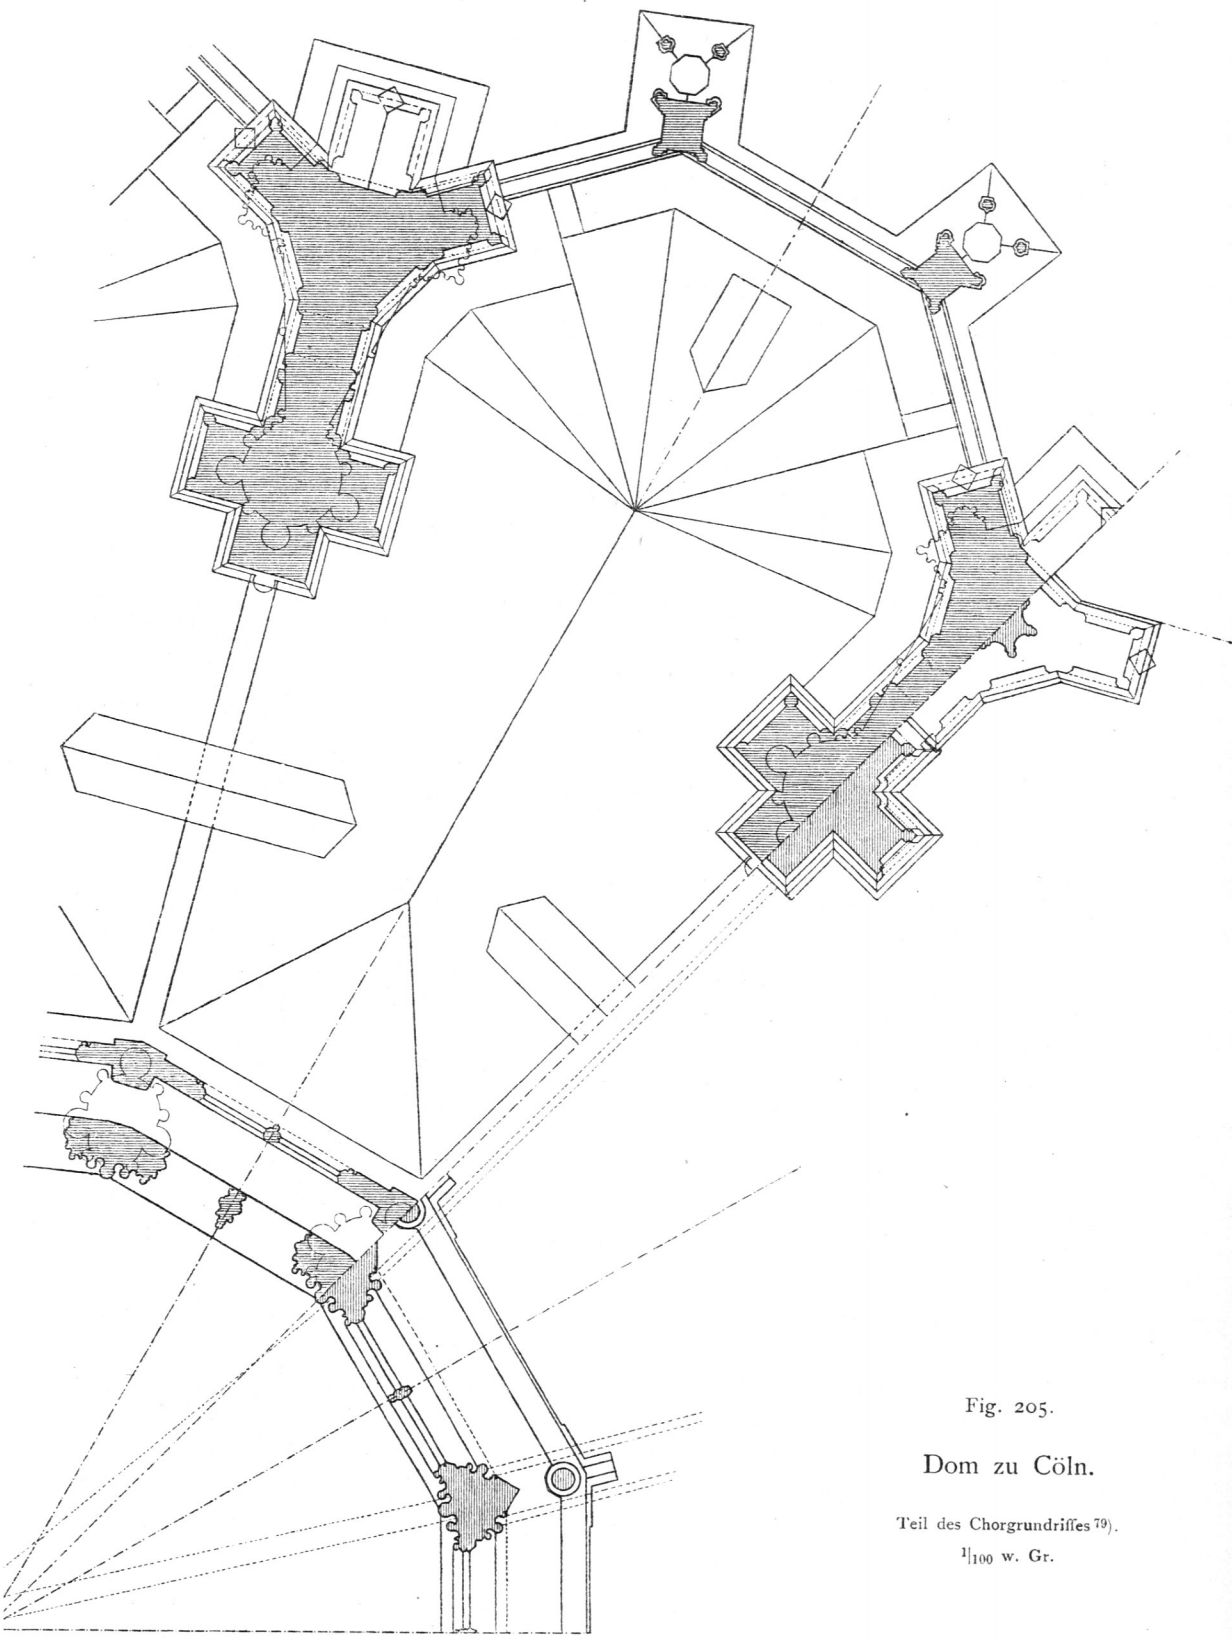 Fig. 205.
Dom zu Cöln.
Teil des Chorgrundriſſes ⁷⁹).
¹|₁₀₀ w. Gr.